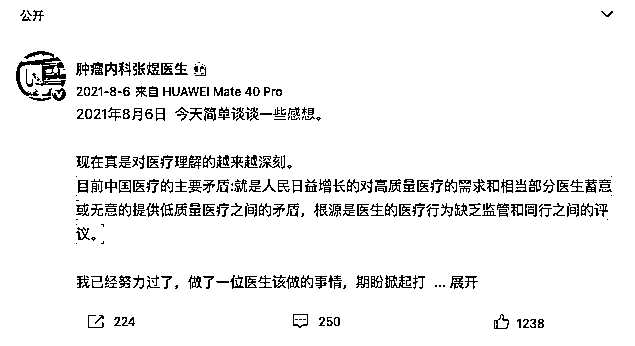 公开
肿瘤内科张煜医生
2021-8-6 来自 HUAWEI Mate 40 Pro
2021年8月6日 今天简单谈谈一些感想。
现在真是对医疗理解的越来越深刻。
目前中国医疗的主要矛盾:就是人民日益增长的对高质量医疗的需求和相当部分医生蓄意
或无意的提供低质量医疗之间的矛盾，根源是医生的医疗行为缺乏监管和同行之间的评
议。
我已经努力过了，做了一位医生该做的事情，期盼掀起打 ... 展开
224 250 1238